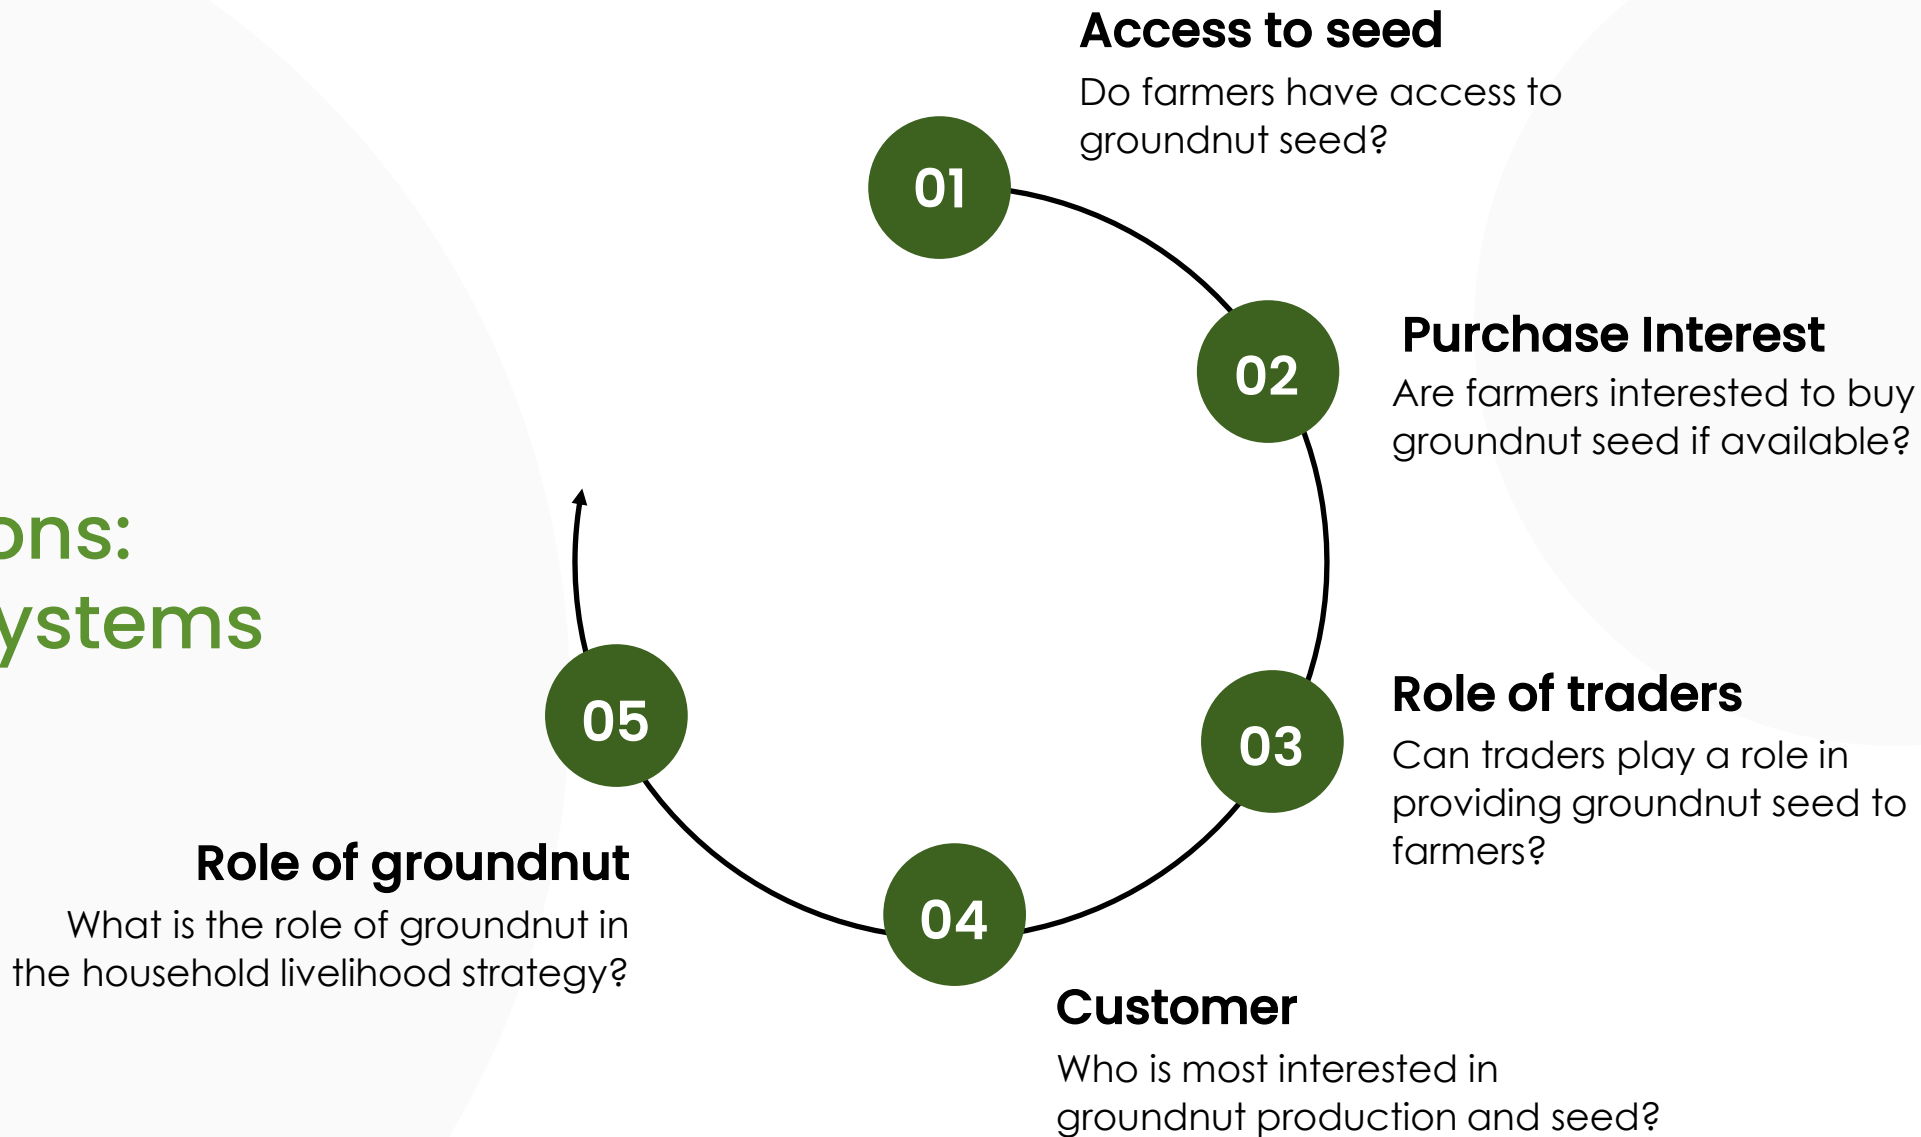 Access to seed
Do farmers have access to
groundnut seed?
01
Purchase Interest
Are farmers interested to buy
groundnut seed if available?
02
ons:
ystems
Role of traders
Can traders play a role in
providing groundnut seed to
farmers?
03
05
Role of groundnut
What is the role of groundnut in
the household livelihood strategy?
04
Customer
Who is most interested in
groundnut production and seed?